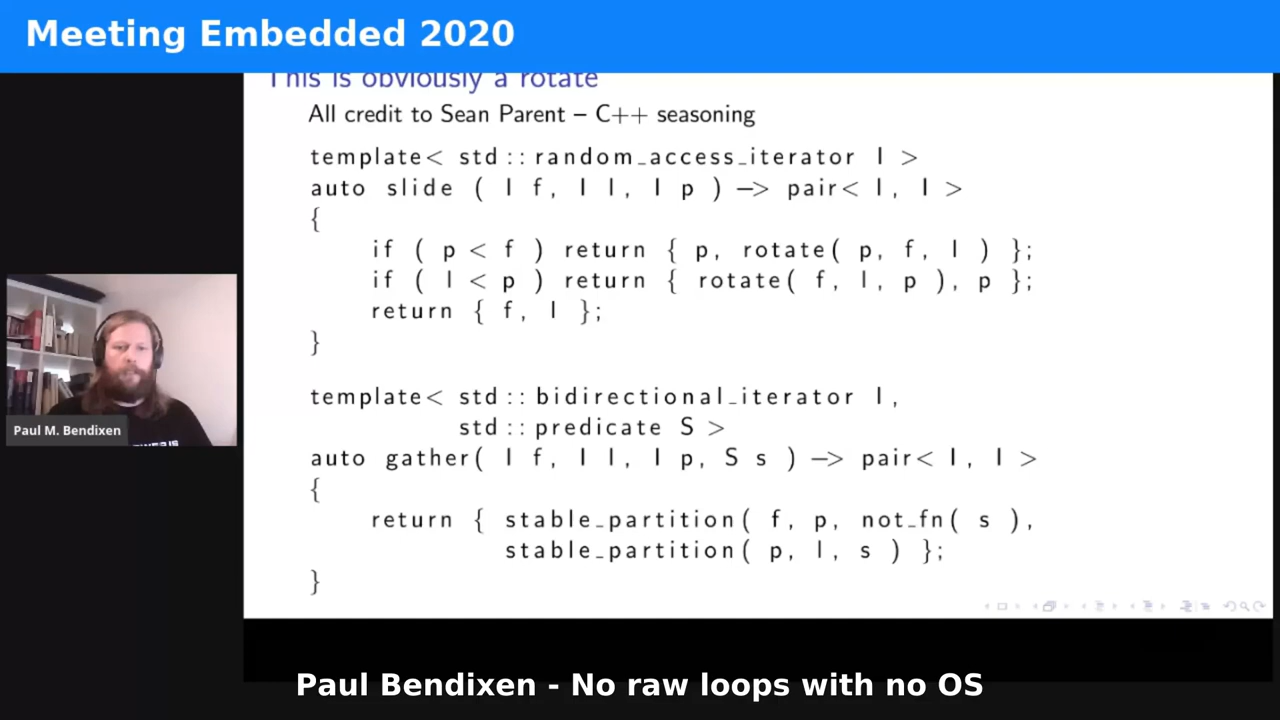 Meeting Embedded 2020
This is obviously a rotate
All credit to Sean Parent – C++ seasoning
template< std::random_access_iterator I >
auto slide ( I f, I l, I p ) –> pair< I, I >
{
if ( p < f ) return { p, rotate( p, f, l ) };
if ( l < p ) return { rotate( f, l, p ), p };
return { f, l };
}
template< std::bidirectional_iterator I,
std::predicate S >
auto gather( I f, I l, I p, S s ) –> pair< I, I >
{
return { stable_partition( f, p, not_fn( s ),
stable_partition( p, l, s ) };
}
Paul M. Bendixen
Paul Bendixen - No raw loops with no OS